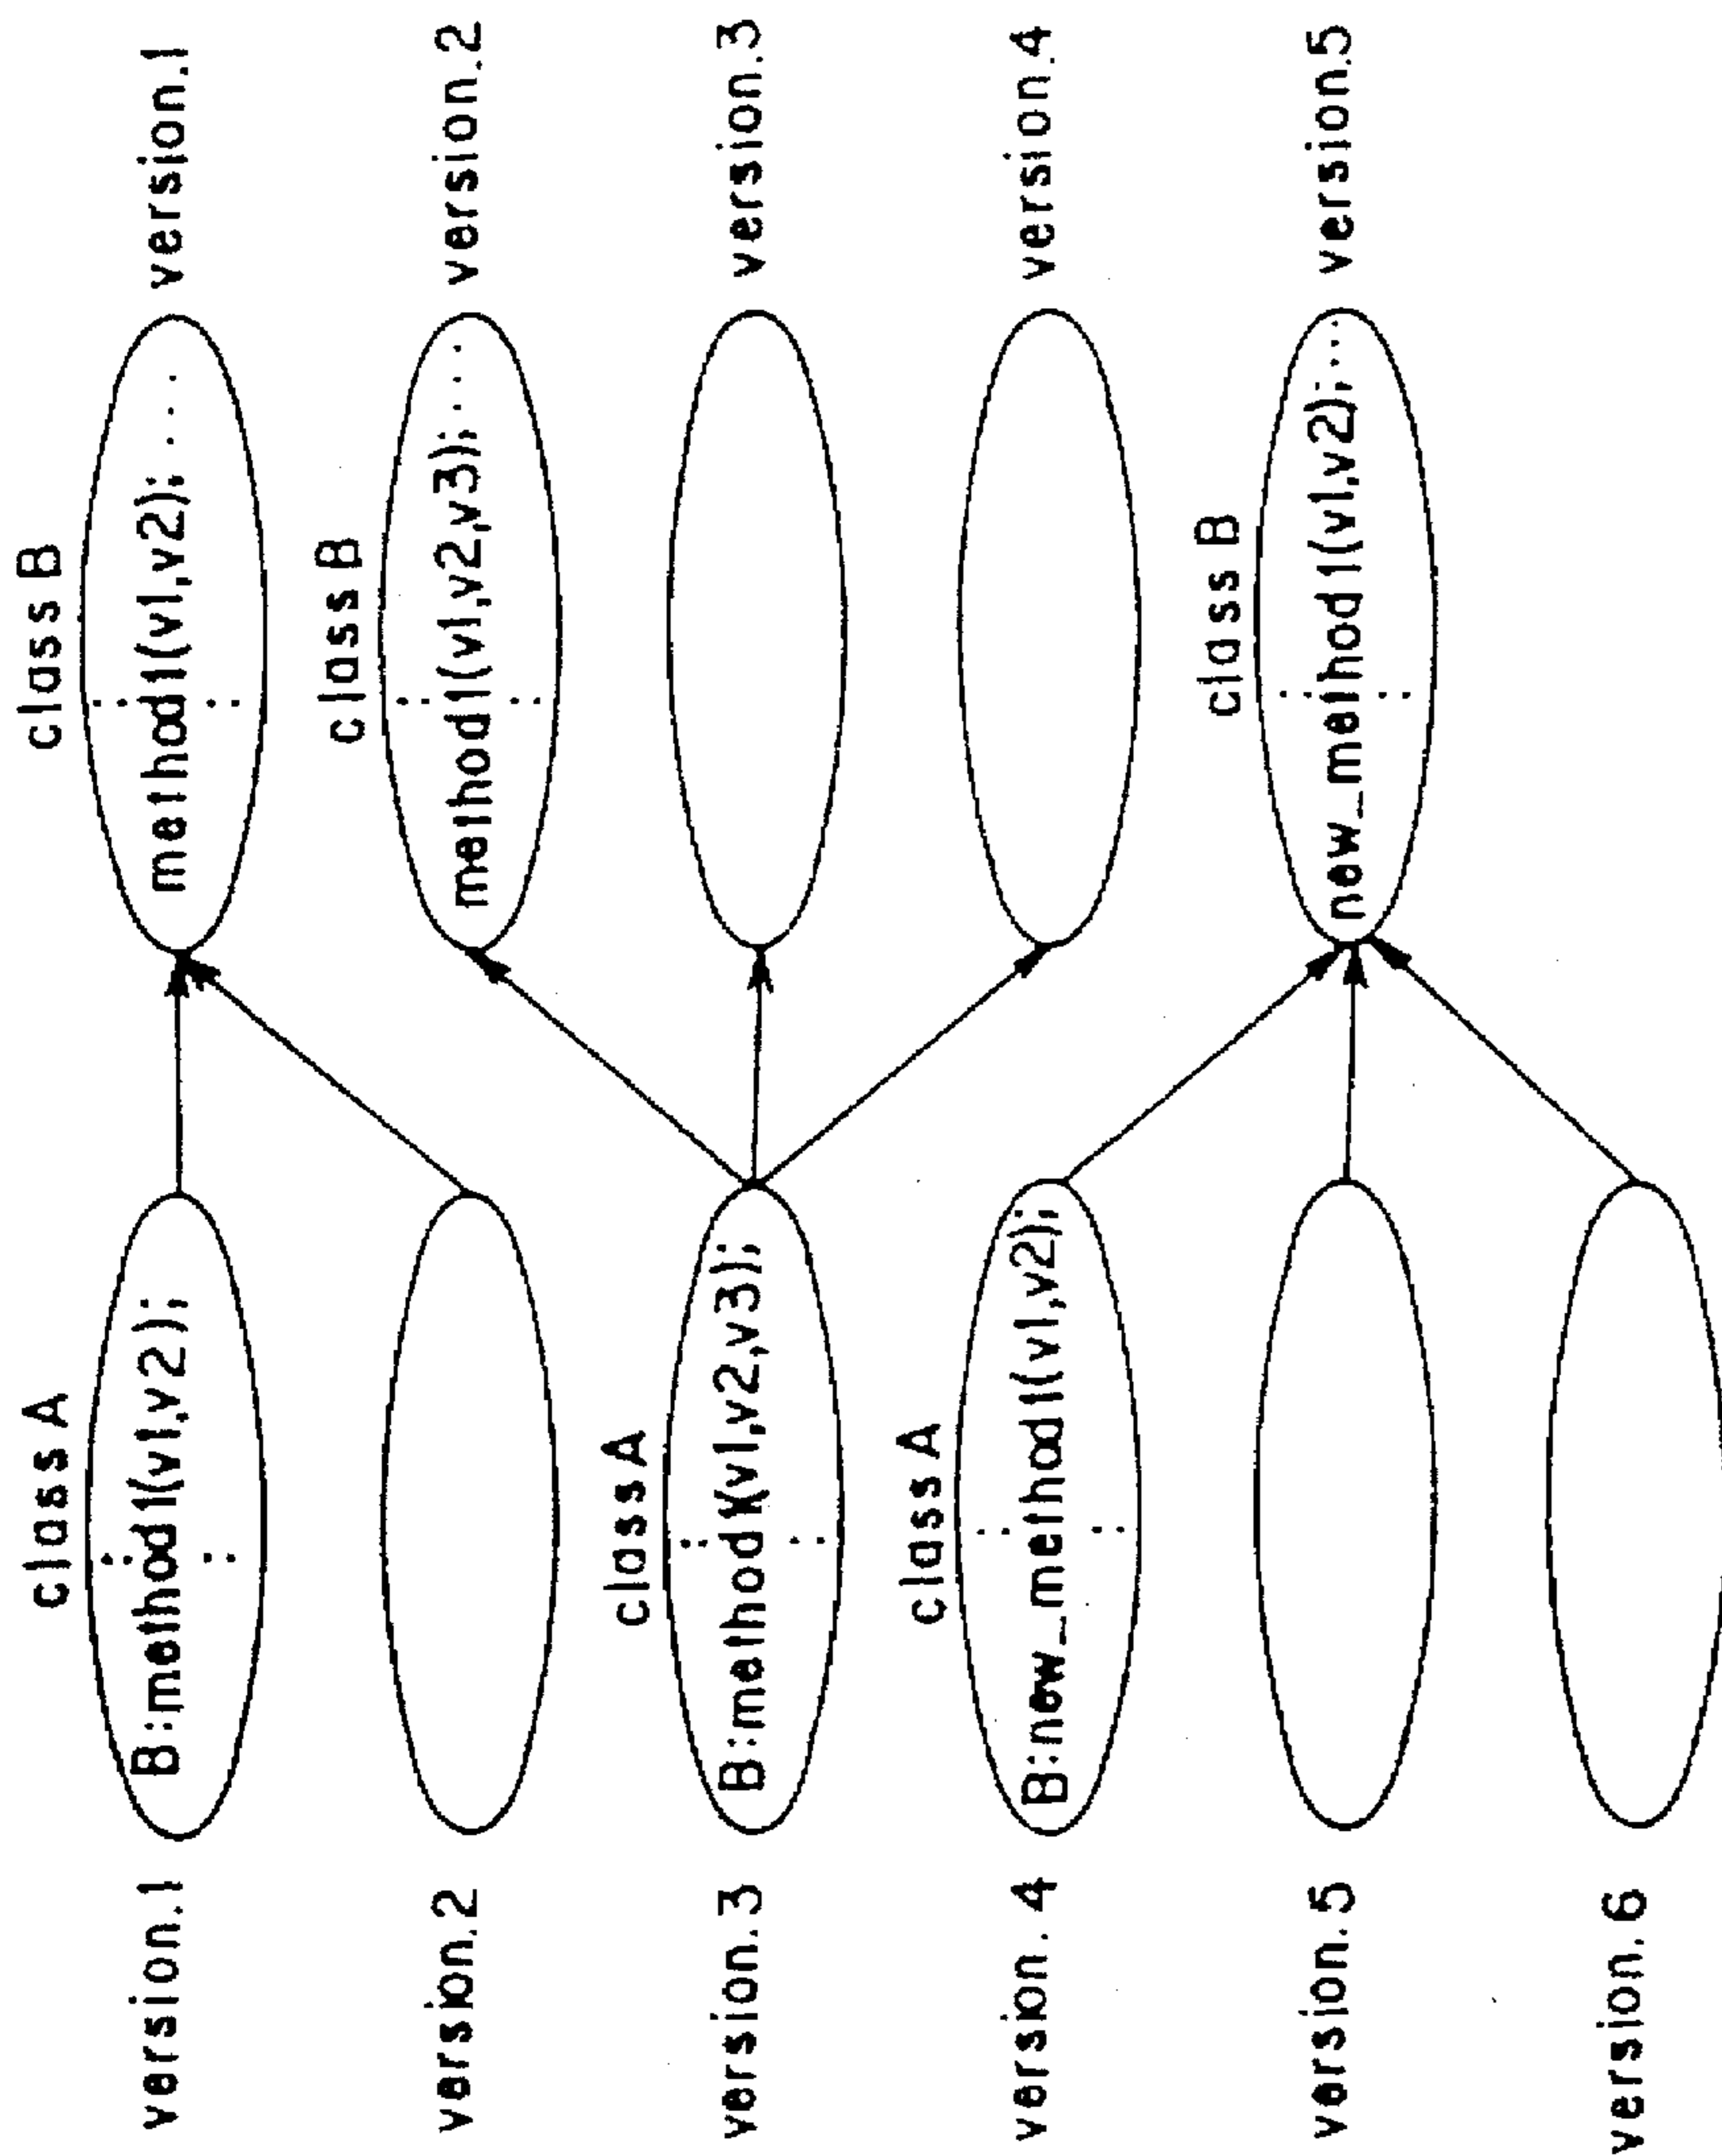 class A
class B
version.1
B:method1(v1,v2);
method1(v1,v2);....
version.1
version.2
class B
method1(v1,v2,v3);....
version.2
class A
version.3
B:method1(v1,v2,v3);
version.3
class A
version.4
B:new_method1(v1,v2);
version.4
class B
version.5
new_method1(v1,v2);....
version.5
version.6